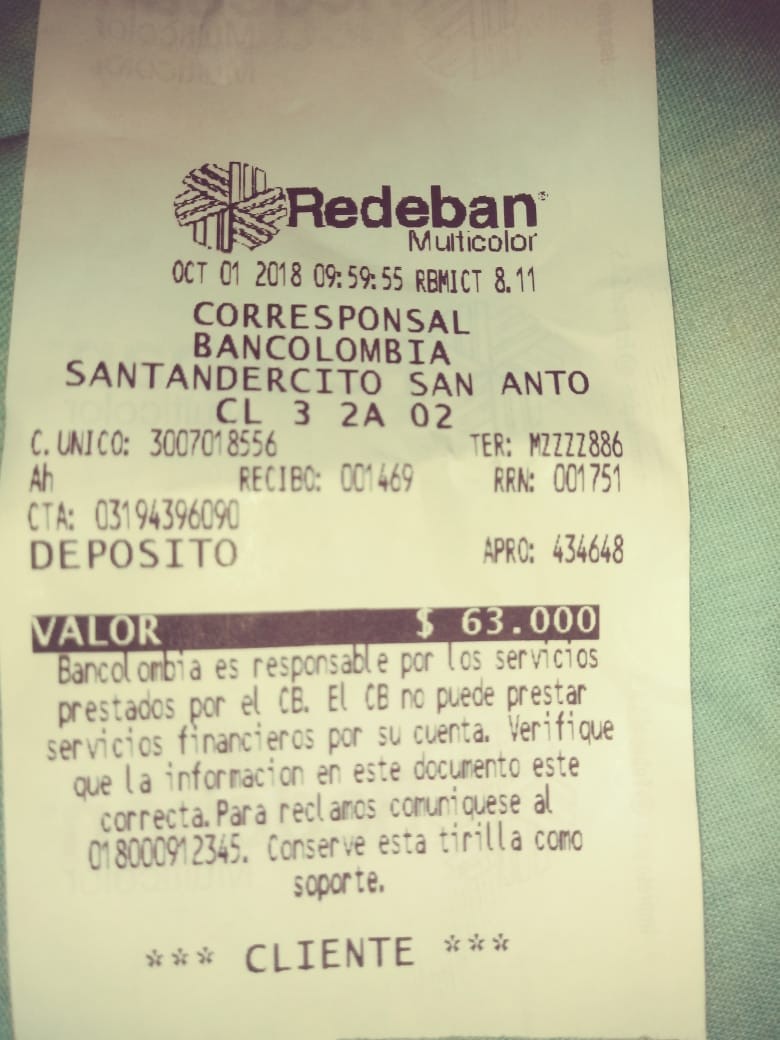 Redeban®
Multicolor
OCT 01 2018 09:59:55 RBMICT 8.11
CORRESPONSAL
BANCOLOMBIA
SANTANDERCITO SAN ANTO
CL 3 2A 02
C. UNICO: 3007018556 TER: MZZZZ886
Ah RECIBO: 001469 RRN: 001751
CTA: 03194396090
DEPOSITO APRO: 434648
VALOR $ 63.000
Bancolombia es responsable por los servicios
prestados por el CB. El CB no puede prestar
servicios financieros por su cuenta. Verifique
que la informacion en este documento este
correcta. Para reclamos comuniquese al
018000912345. Conserve esta tirilla como
soporte.
*** CLIENTE ***